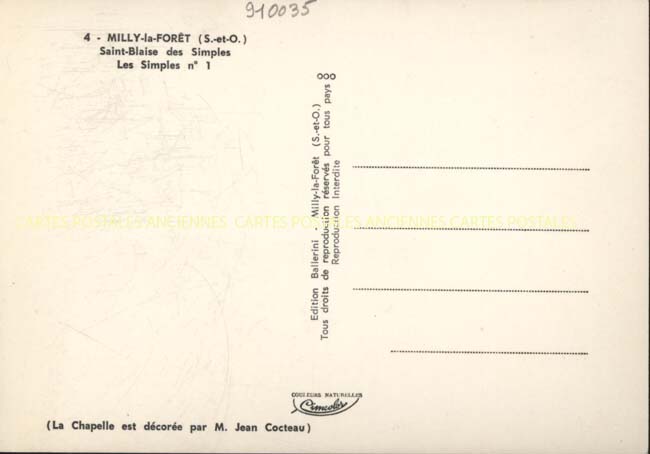 910035
4 - MILLY-la-FORÊT (S.-et-O.)
Saint-Blaise des Simples
Les Simples n° 1
Edition Ballerini - Milly-la-Forêt (S.-et-O.)
Tous droits de reproduction réservés pour tous pays
Reproduction Interdite
CARTES POSTALES ANCIENNES CARTES POSTALES ANCIENNES CARTES POSTALES
COULEURS NATURELLES
Cimcolor
(La Chapelle est décorée par M. Jean Cocteau)